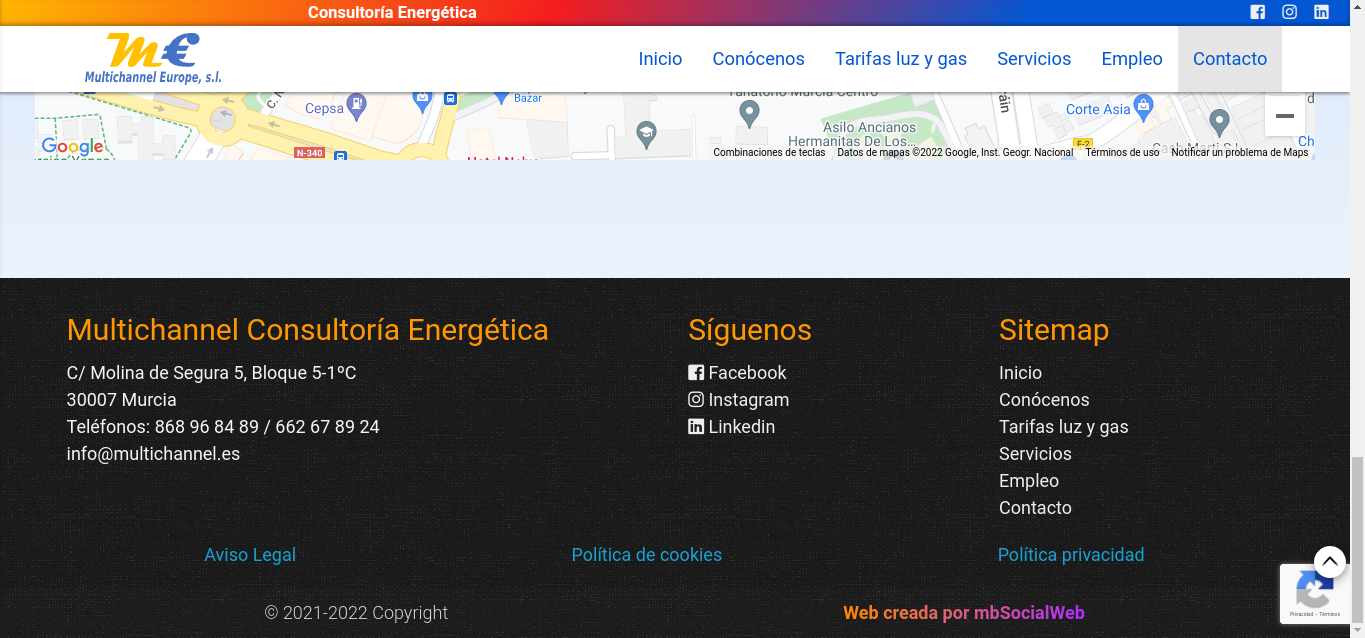 Consultoría Energética
m€
Multichannel Europe, s.l.
Inicio
Conócenos
Tarifas luz y gas
Servicios
Empleo
Contacto
Cepsa
Bazar
Tanatorio Murcia Centro
Corte Asia
Asilo Ancianos
Hermanitas De Los...
Google
N-340
F-2
Ch
Combinaciones de teclas
Datos de mapas ©2022 Google, Inst. Geogr. Nacional
Términos de uso
Notificar un problema de Maps
Multichannel Consultoría Energética
C/ Molina de Segura 5, Bloque 5-1ºC
30007 Murcia
Teléfonos: 868 96 84 89 / 662 67 89 24
info@multichannel.es
Síguenos
Facebook
Instagram
Linkedin
Sitemap
Inicio
Conócenos
Tarifas luz y gas
Servicios
Empleo
Contacto
Aviso Legal
Política de cookies
Política privacidad
© 2021-2022 Copyright
Web creada por mbSocialWeb
Privacidad - Términos